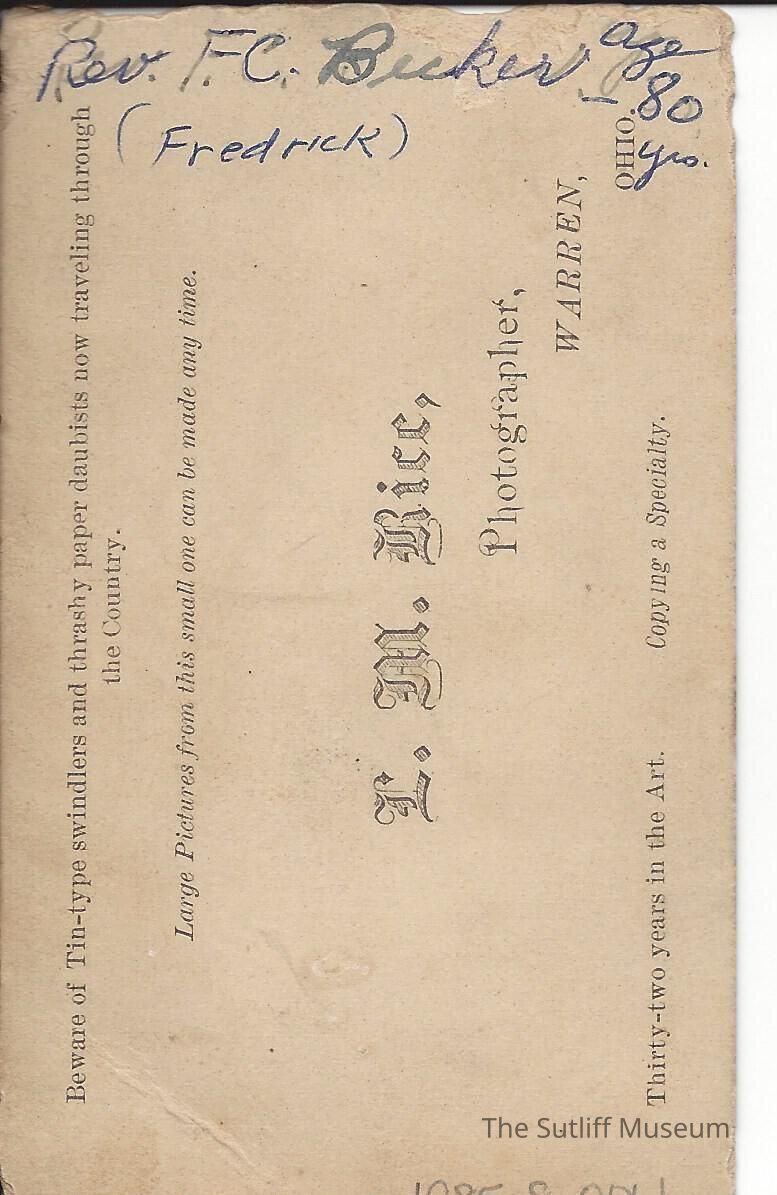 Rev. F.C. Becker - age 80 yrs.
(Fredrick)
Beware of Tin-type swindlers and thrashy paper daubists now traveling through
the Country.
Large Pictures from this small one can be made any time.
L. M. Rice,
Photographer,
WARREN,
OHIO.
Thirty-two years in the Art. Copying a Specialty.
The Sutliff Museum